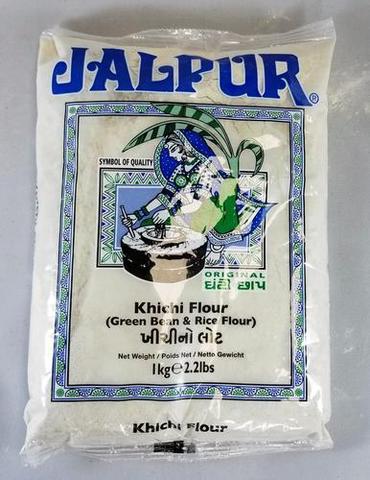 JALPUR®
SYMBOL OF QUALITY
ORIGINAL
ઘંટી છાપ
Khichi Flour
(Green Bean & Rice Flour)
ખીચીનો લોટ
Net Weight / Poids Net / Netto Gewicht
1kg℮2.2lbs
Khichi Flour